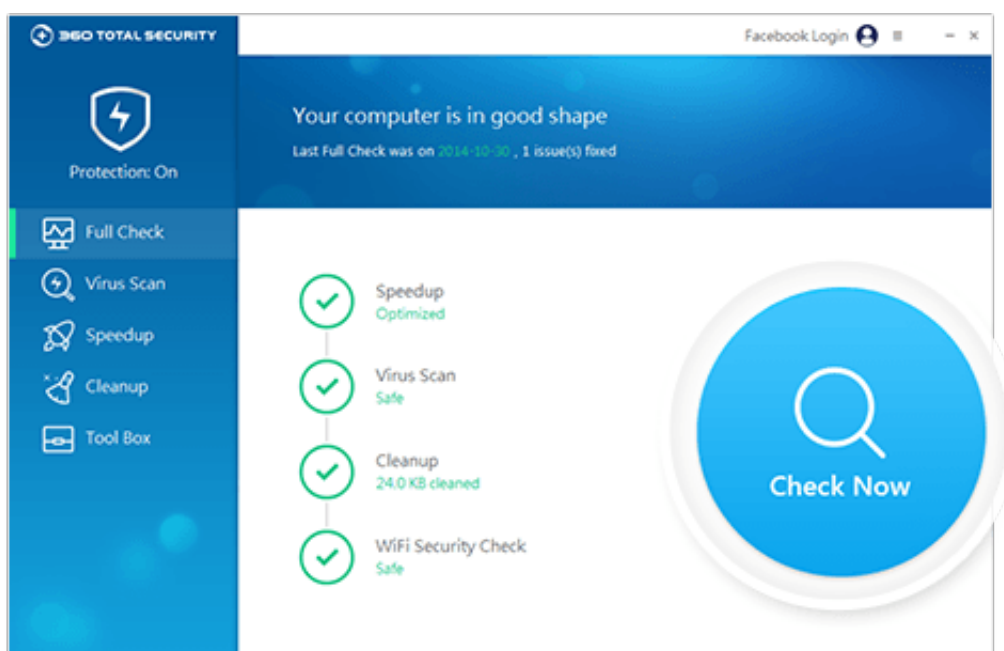 360 TOTAL SECURITY
Facebook Login
Protection: On
Your computer is in good shape
Last Full Check was on 2014-10-30 , 1 issue(s) fixed
Full Check
Virus Scan
Speedup
Cleanup
Tool Box
Speedup
Optimized
Virus Scan
Safe
Cleanup
24.0 KB cleaned
WiFi Security Check
Safe
Check Now